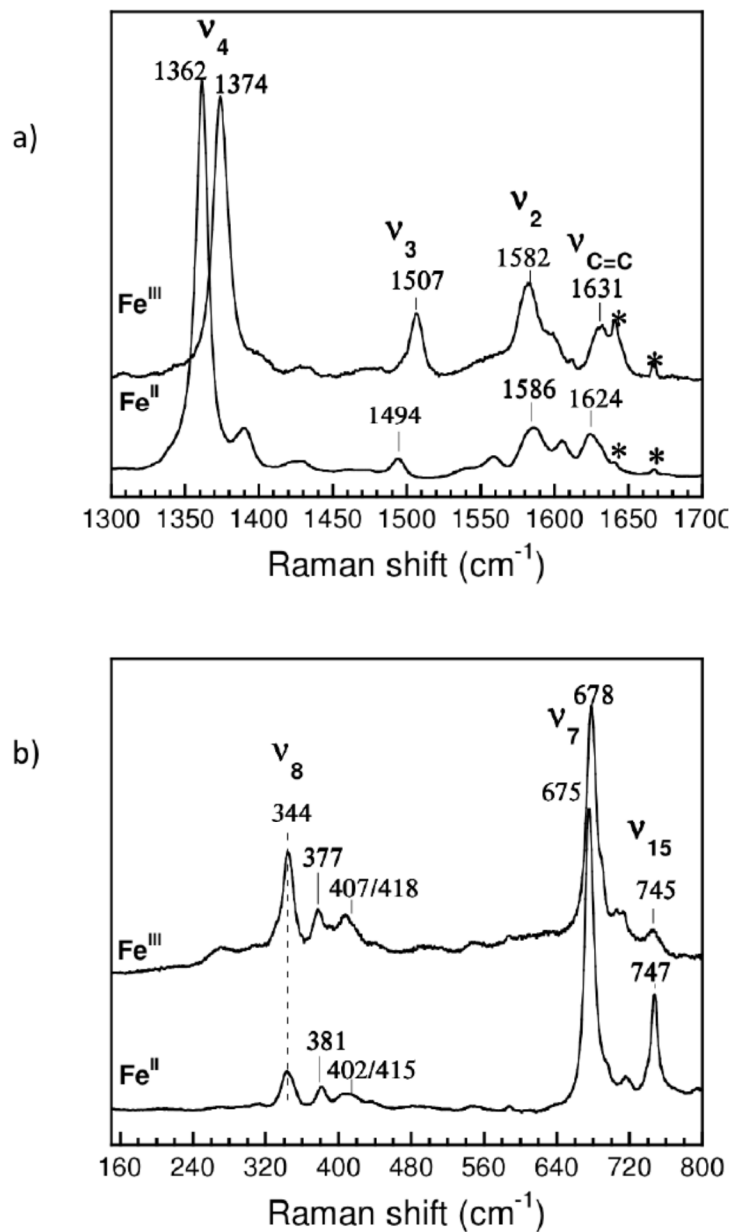 a)
ν4
1362
1374
ν3
1507
ν2
1582
νC=C
1631
*
*
FeIII
FeII
1494
1586
1624
*
*
1300 1350 1400 1450 1500 1550 1600 1650 1700
Raman shift (cm-1)
b)
678
ν7
675
ν8
344
377
407/418
ν15
745
FeIII
747
381
402/415
FeII
160 240 320 400 480 560 640 720 800
Raman shift (cm-1)